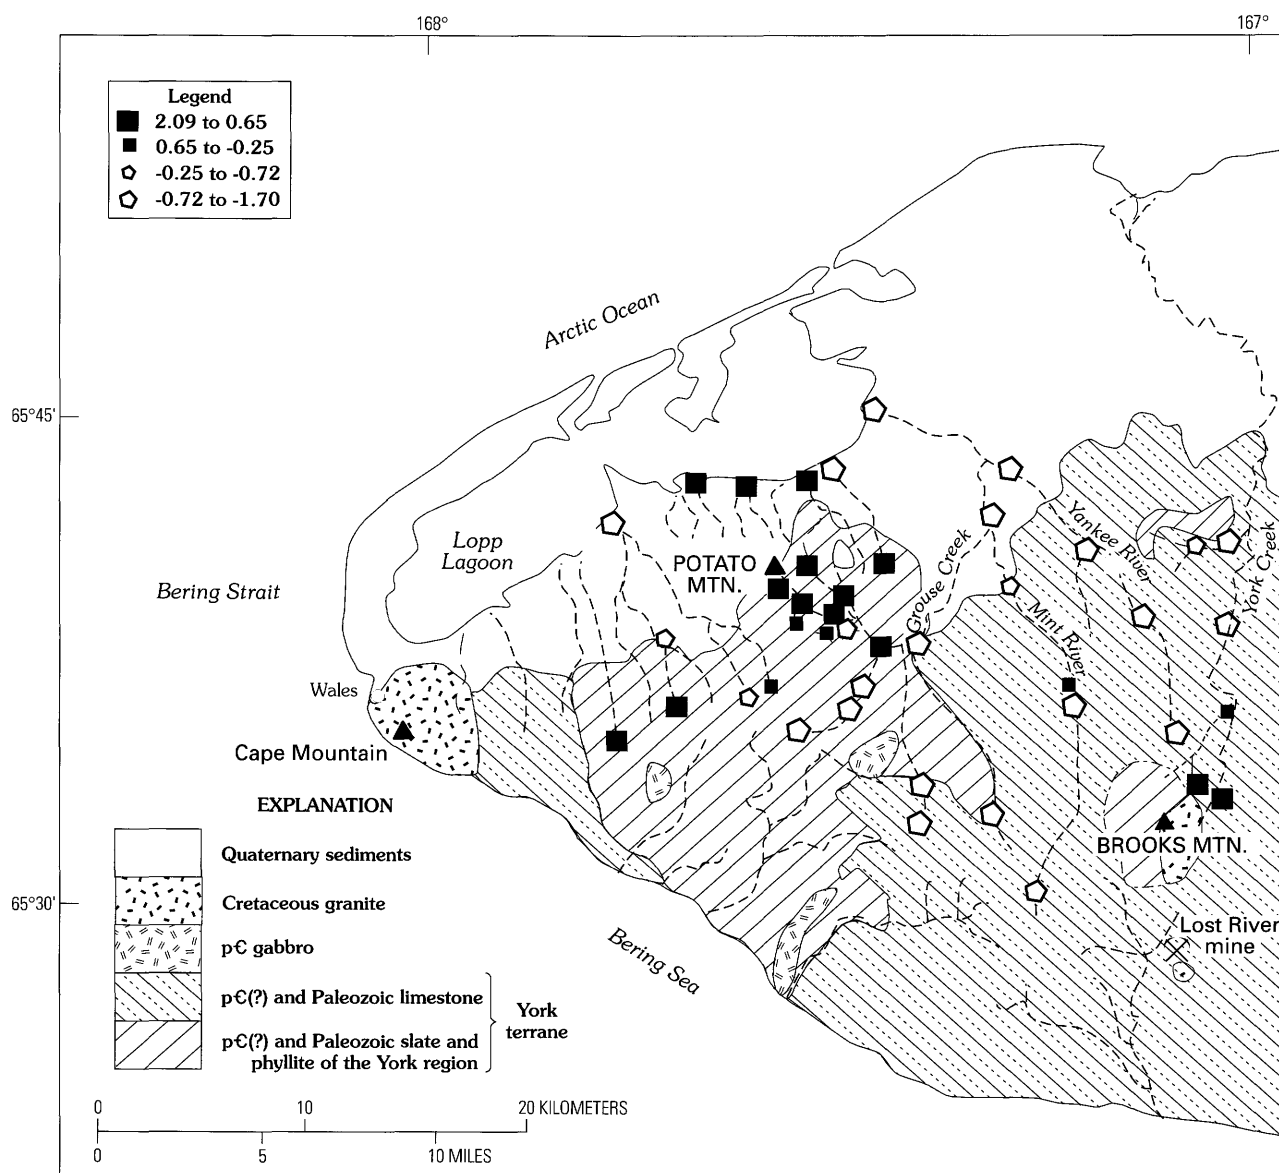 168°
167°
Legend
2.09 to 0.65
0.65 to -0.25
-0.25 to -0.72
-0.72 to -1.70
Arctic Ocean
65°45'
Lopp
Lagoon
Bering Strait
POTATO
MTN.
Grouse Creek
Yankee River
Mint River
York Creek
Wales
Cape Mountain
BROOKS MTN.
Lost River
mine
Bering Sea
65°30'
EXPLANATION
Quaternary sediments
Cretaceous granite
p-Є gabbro
pЄ(?) and Paleozoic limestone
pЄ(?) and Paleozoic slate and
phyllite of the York region
York
terrane
0 10 20 KILOMETERS
0 5 10 MILES